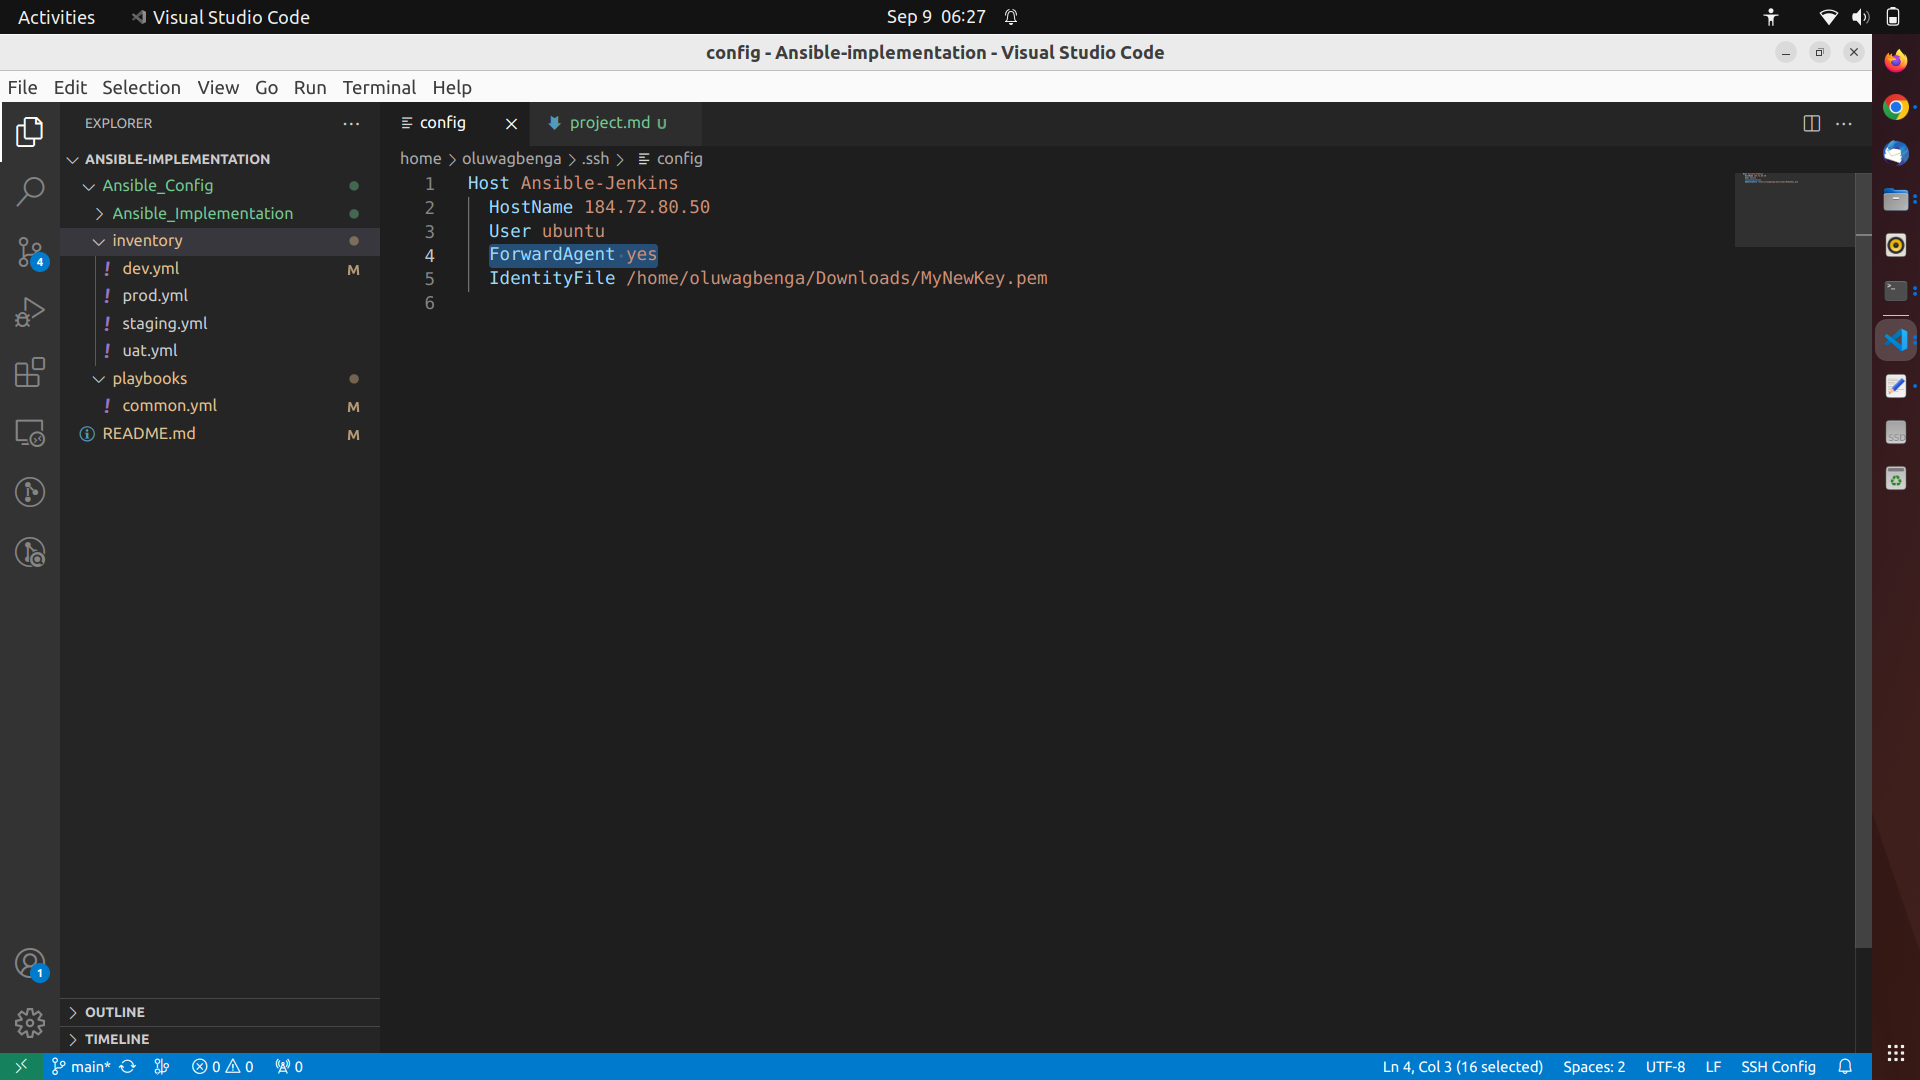 Activities Visual Studio Code Sep 9 06:27
config - Ansible-implementation - Visual Studio Code
File Edit Selection View Go Run Terminal Help
EXPLORER
ANSIBLE-IMPLEMENTATION
Ansible_Config
Ansible_Implementation
inventory
! dev.yml M
! prod.yml
! staging.yml
! uat.yml
playbooks
! common.yml M
README.md M
OUTLINE
TIMELINE
4
1
config project.md U
home > oluwagbenga > .ssh > config
1 Host Ansible-Jenkins
2 HostName 184.72.80.50
3 User ubuntu
4 ForwardAgent yes
5 IdentityFile /home/oluwagbenga/Downloads/MyNewKey.pem
6
SSD
main* 0 0 0 Ln 4, Col 3 (16 selected) Spaces: 2 UTF-8 LF SSH Config